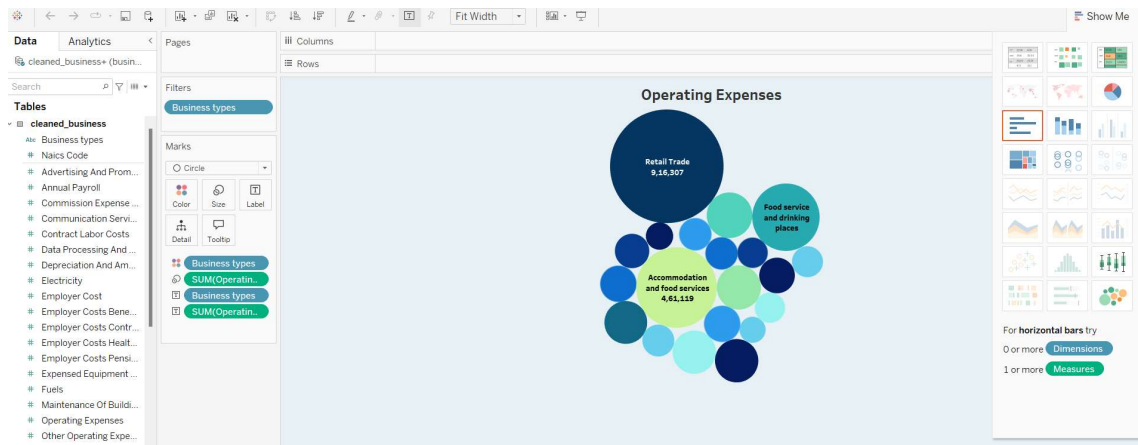 Fit Width
Show Me
Data
Analytics
cleaned_business+ (busin...
Search
Tables
cleaned_business
Abc Business types
# Naics Code
# Advertising And Prom...
# Annual Payroll
# Commission Expense ...
# Communication Servi...
# Contract Labor Costs
# Data Processing And ...
# Depreciation And Am...
# Electricity
# Employer Cost
# Employer Costs Bene...
# Employer Costs Contr...
# Employer Costs Healt...
# Employer Costs Pensi...
# Expensed Equipment ...
# Fuels
# Maintenance Of Buildi...
# Operating Expenses
# Other Operating Expe...
Pages
Filters
Business types
Marks
Circle
Color
Size
Label
Detail
Tooltip
Business types
SUM(Operatin..
Business types
SUM(Operatin..
Columns
Rows
Operating Expenses
Retail Trade
9,16,307
Food service
and drinking
places
Accommodation
and food services
4,61,119
For horizontal bars try
0 or more Dimensions
1 or more Measures